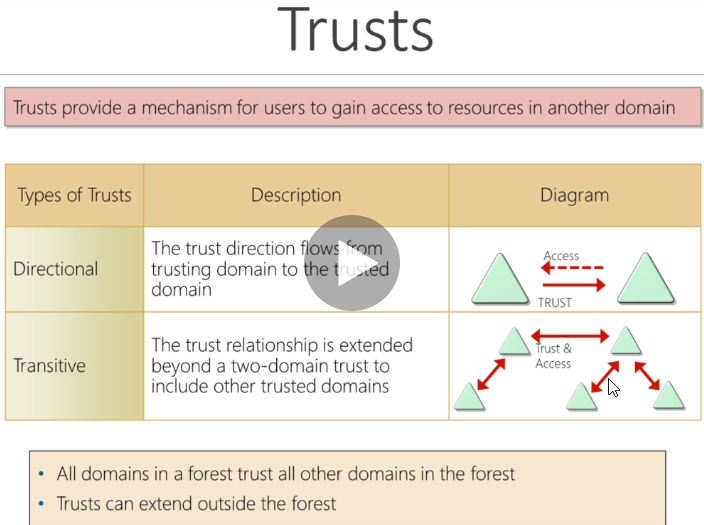 Trusts
Trusts provide a mechanism for users to gain access to resources in another domain
Types of Trusts
Description
Diagram
Directional
The trust direction flows from
trusting domain to the trusted
domain
Access
TRUST
Transitive
The trust relationship is extended
beyond a two-domain trust to
include other trusted domains
Trust &
Access
• All domains in a forest trust all other domains in the forest
• Trusts can extend outside the forest